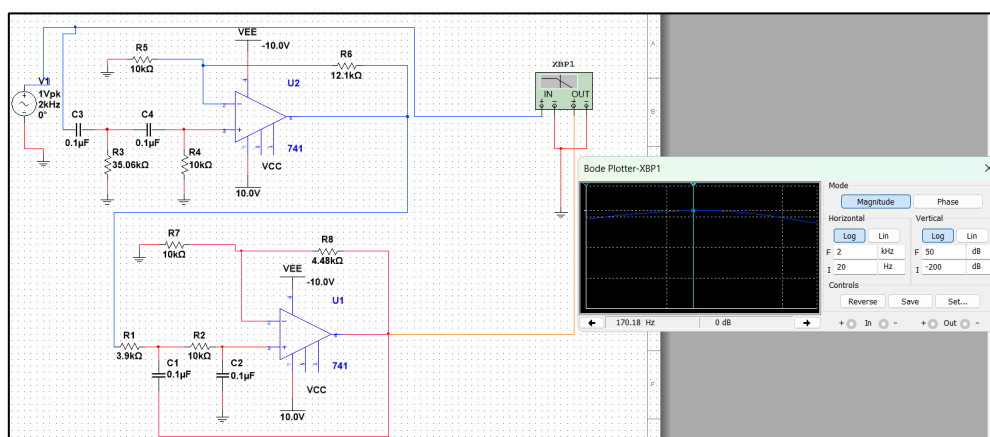 V1
1Vpk
2kHz
0°
R5
10kΩ
VEE
-10.0V
R6
12.1kΩ
U2
C3
0.1µF
C4
0.1µF
R3
35.06kΩ
R4
10kΩ
741
VCC
10.0V
XBP1
IN
OUT
R7
10kΩ
R8
4.48kΩ
VEE
-10.0V
U1
R1
3.9kΩ
R2
10kΩ
C1
0.1µF
C2
0.1µF
741
VCC
10.0V
Bode Plotter-XBP1
Mode
Magnitude Phase
Horizontal Vertical
Log Lin Log Lin
F 2 kHz F 50 dB
I 20 Hz I -200 dB
Controls
Reverse Save Set...
170.18 Hz 0 dB
+ In - + Out -